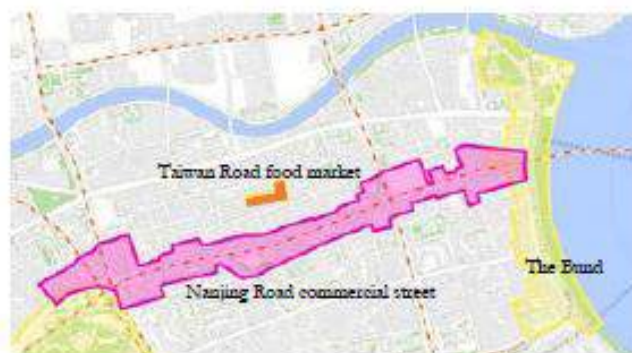 Taiwan Road food market
The Bund
Nanjing Road commercial street